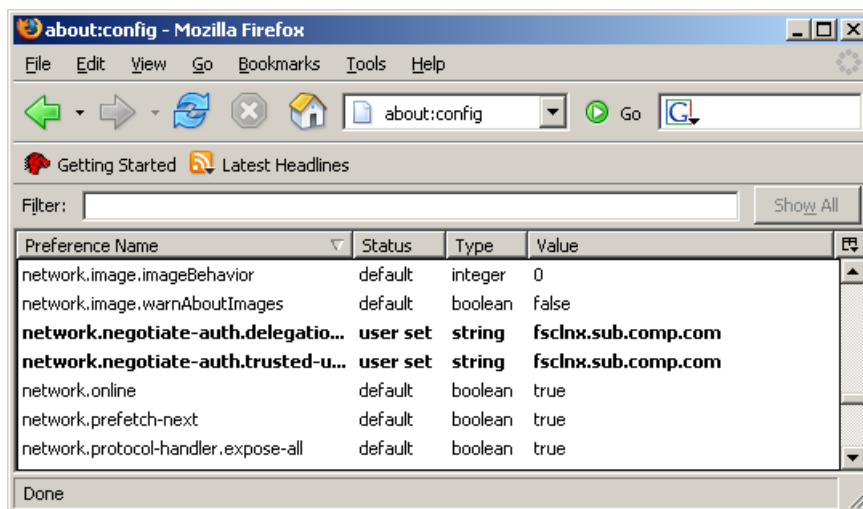 about:config - Mozilla Firefox
File Edit View Go Bookmarks Tools Help
about:config Go G
Getting Started Latest Headlines
Filter: Show All
Preference Name Status Type Value
network.image.imageBehavior default integer 0
network.image.warnAboutImages default boolean false
network.negotiate-auth.delegatio... user set string fsclnx.sub.comp.com
network.negotiate-auth.trusted-u... user set string fsclnx.sub.comp.com
network.online default boolean true
network.prefetch-next default boolean true
network.protocol-handler.expose-all default boolean true
Done